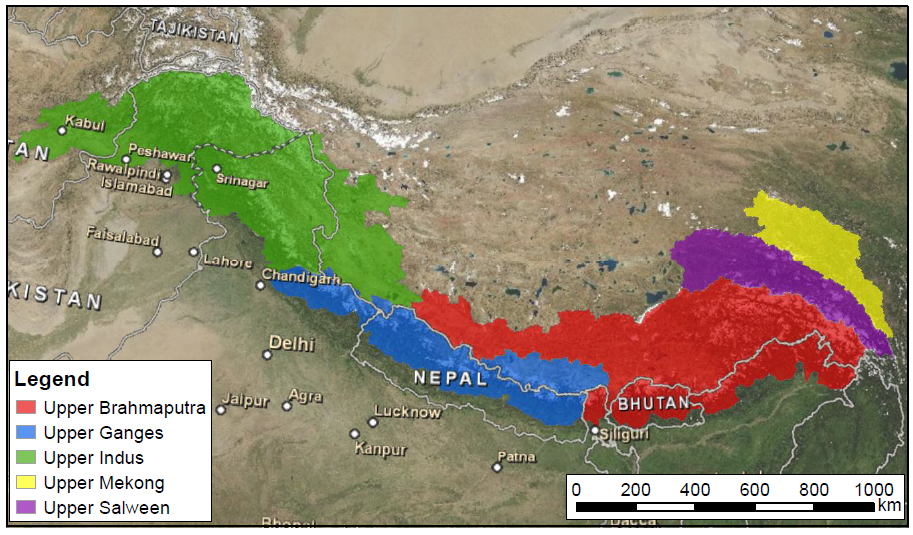 TAJIKISTAN
Kabul
TAN
Peshawar
Rawalpindi
Islamabad
Srinagar
Faisalabad
Lahore
Chandigarh
KISTAN
Delhi
NEPAL
BHUTAN
Jaipur
Agra
Lucknow
Kanpur
Siliguri
Patna
Bhopal
Dacca
Legend
Upper Brahmaputra
Upper Ganges
Upper Indus
Upper Mekong
Upper Salween
0 200 400 600 800 1000
km